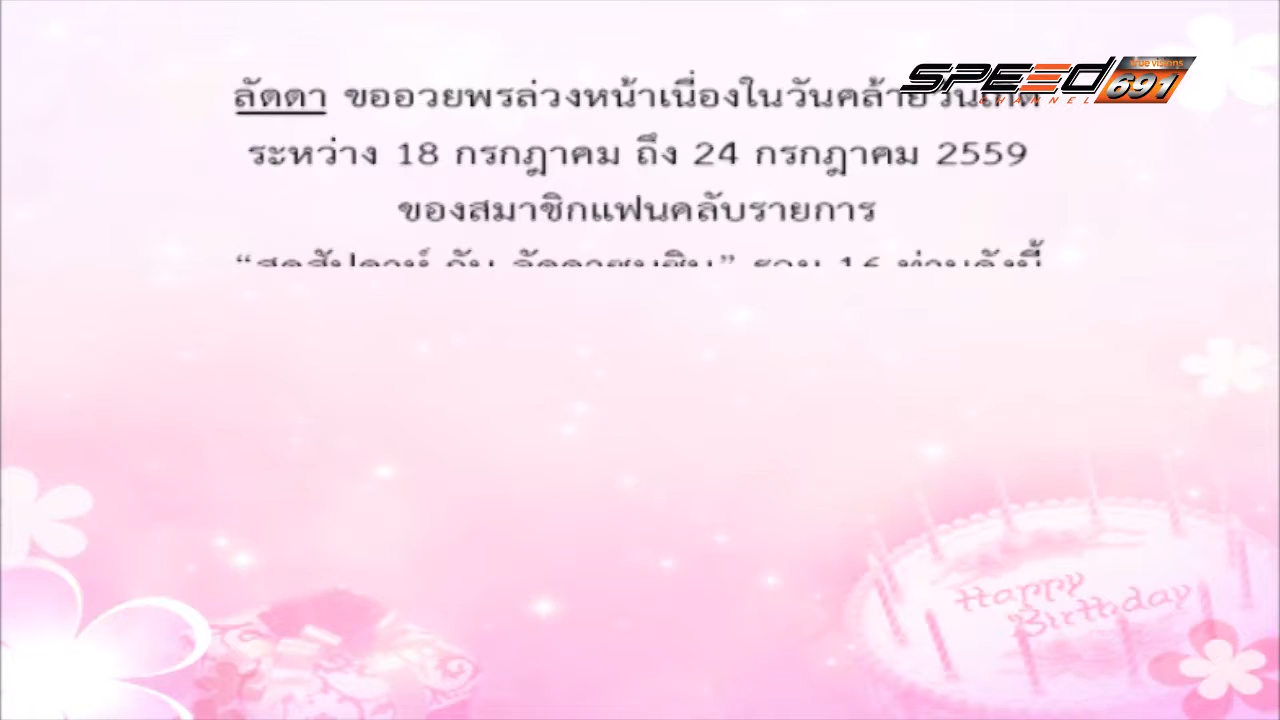 SPEED
true visions
691
CHANNEL
ลัดดา ขออวยพรล่วงหน้าเนื่องในวันคล้าย
ระหว่าง 18 กรกฎาคม ถึง 24 กรกฎาคม 2559
ของสมาชิกแฟนคลับรายการ
Happy
Birthday